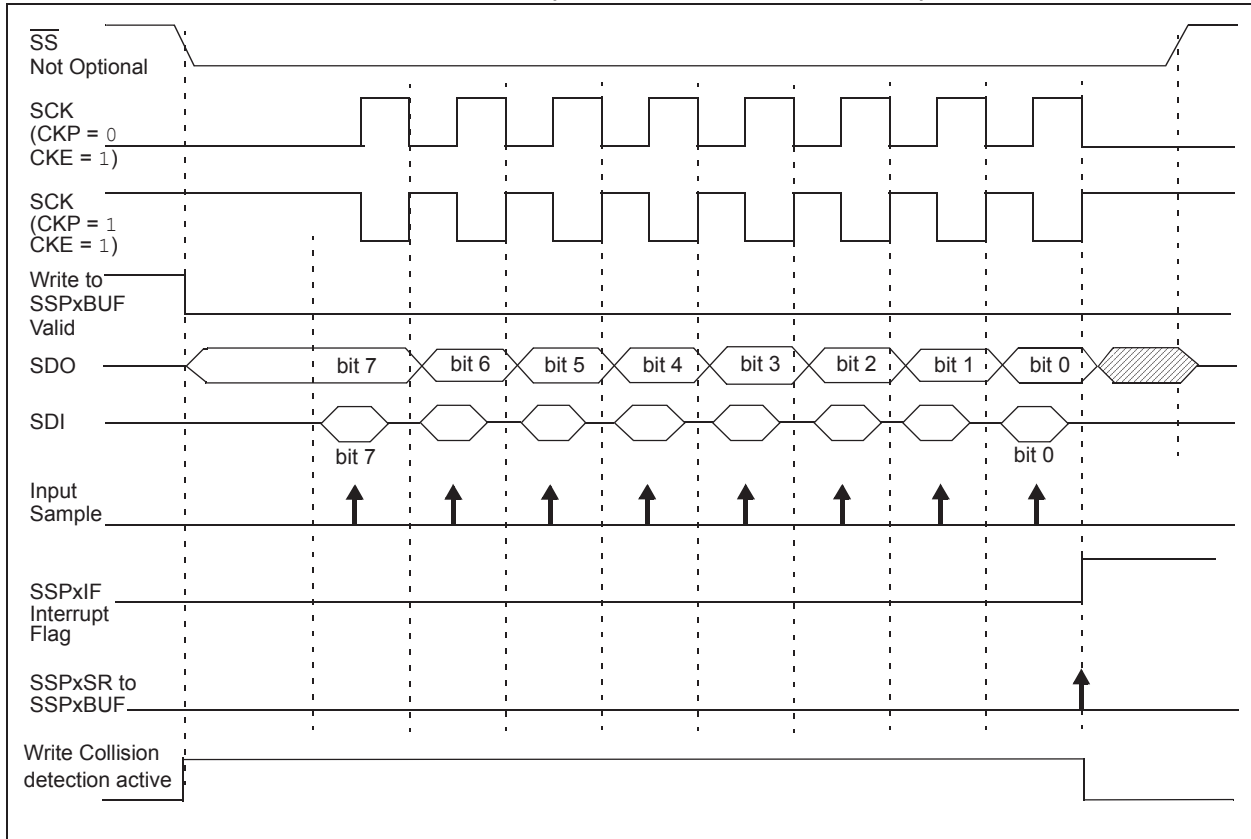 SS
Not Optional
SCK
(CKP = 0
CKE = 1)
SCK
(CKP = 1
CKE = 1)
Write to
SSPxBUF
Valid
SDO
bit 7
bit 6
bit 5
bit 4
bit 3
bit 2
bit 1
bit 0
SDI
bit 7
bit 0
Input
Sample
SSPxIF
Interrupt
Flag
SSPxSR to
SSPxBUF
Write Collision
detection active